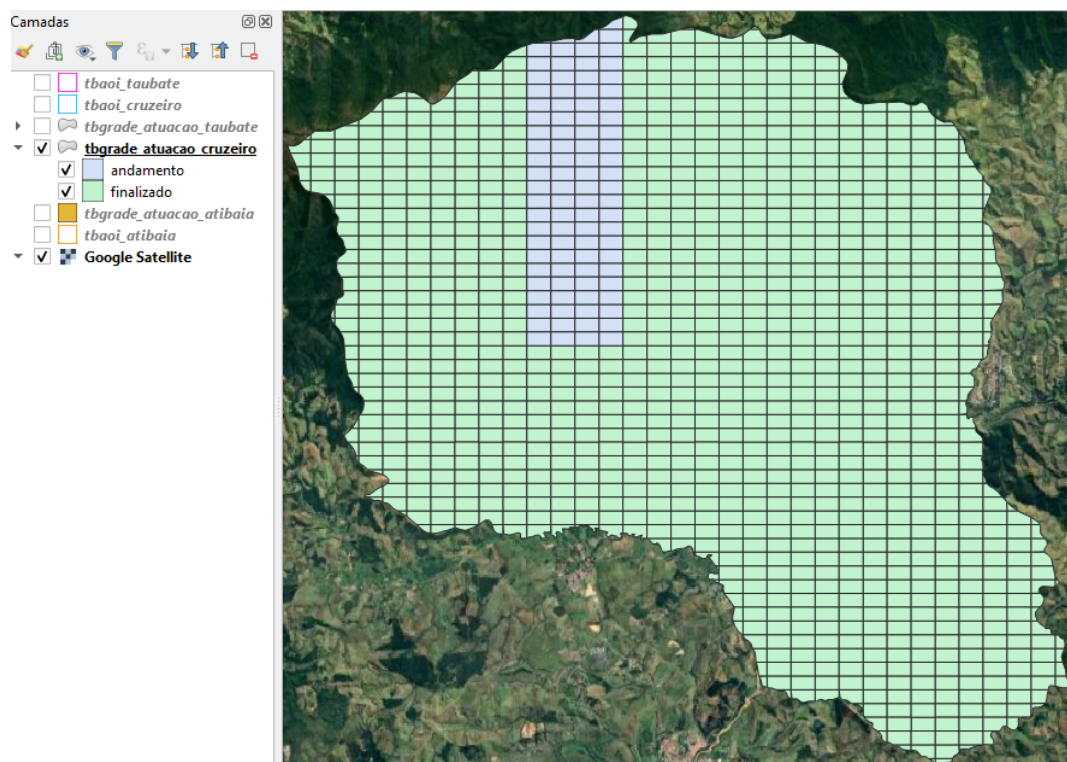 Camadas
tbaoi_taubate
tbaoi_cruzeiro
tbgrade_atuacao_taubate
tbgrade_atuacao_cruzeiro
andamento
finalizado
tbgrade_atuacao_atibaia
tbaoi_atibaia
Google Satellite